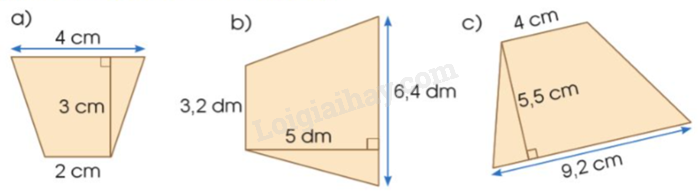 a)
4 cm
3 cm
2 cm
b)
3,2 dm
5 dm
6,4 dm
c)
4 cm
5,5 cm
9,2 cm
Loigiaihay.com